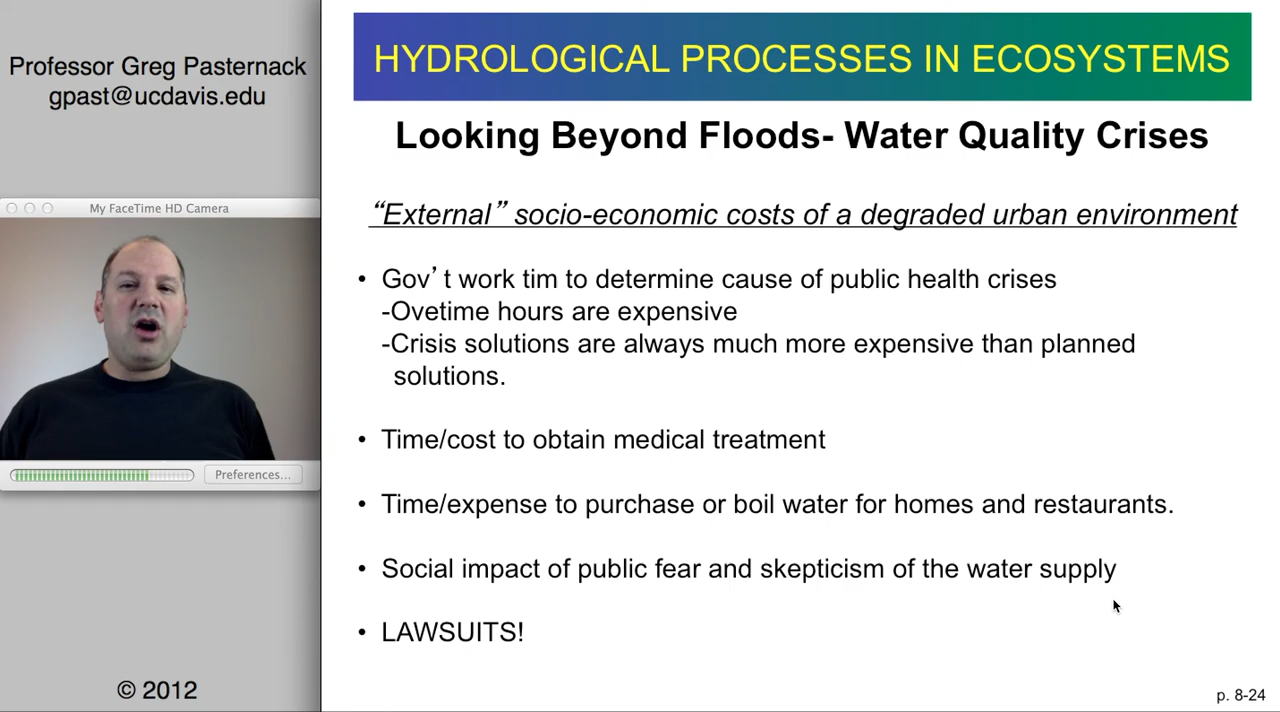 Professor Greg Pasternack
gpast@ucdavis.edu
My FaceTime HD Camera
Preferences...
© 2012
HYDROLOGICAL PROCESSES IN ECOSYSTEMS
Looking Beyond Floods- Water Quality Crises
“External” socio-economic costs of a degraded urban environment
• Gov’t work tim to determine cause of public health crises
-Ovetime hours are expensive
-Crisis solutions are always much more expensive than planned
solutions.
• Time/cost to obtain medical treatment
• Time/expense to purchase or boil water for homes and restaurants.
• Social impact of public fear and skepticism of the water supply
• LAWSUITS!
p. 8-24